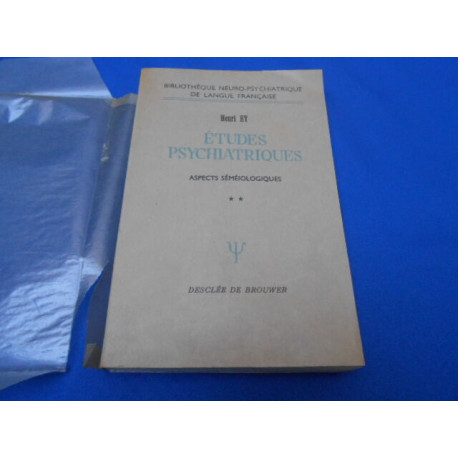 BIBLIOTHÈQUE NEURO-PSYCHIATRIQUE
DE LANGUE FRANÇAISE
Henri EY
ÉTUDES
PSYCHIATRIQUES
ASPECTS SÉMÉIOLOGIQUES
★ ★
Ψ
DESCLÉE DE BROUWER